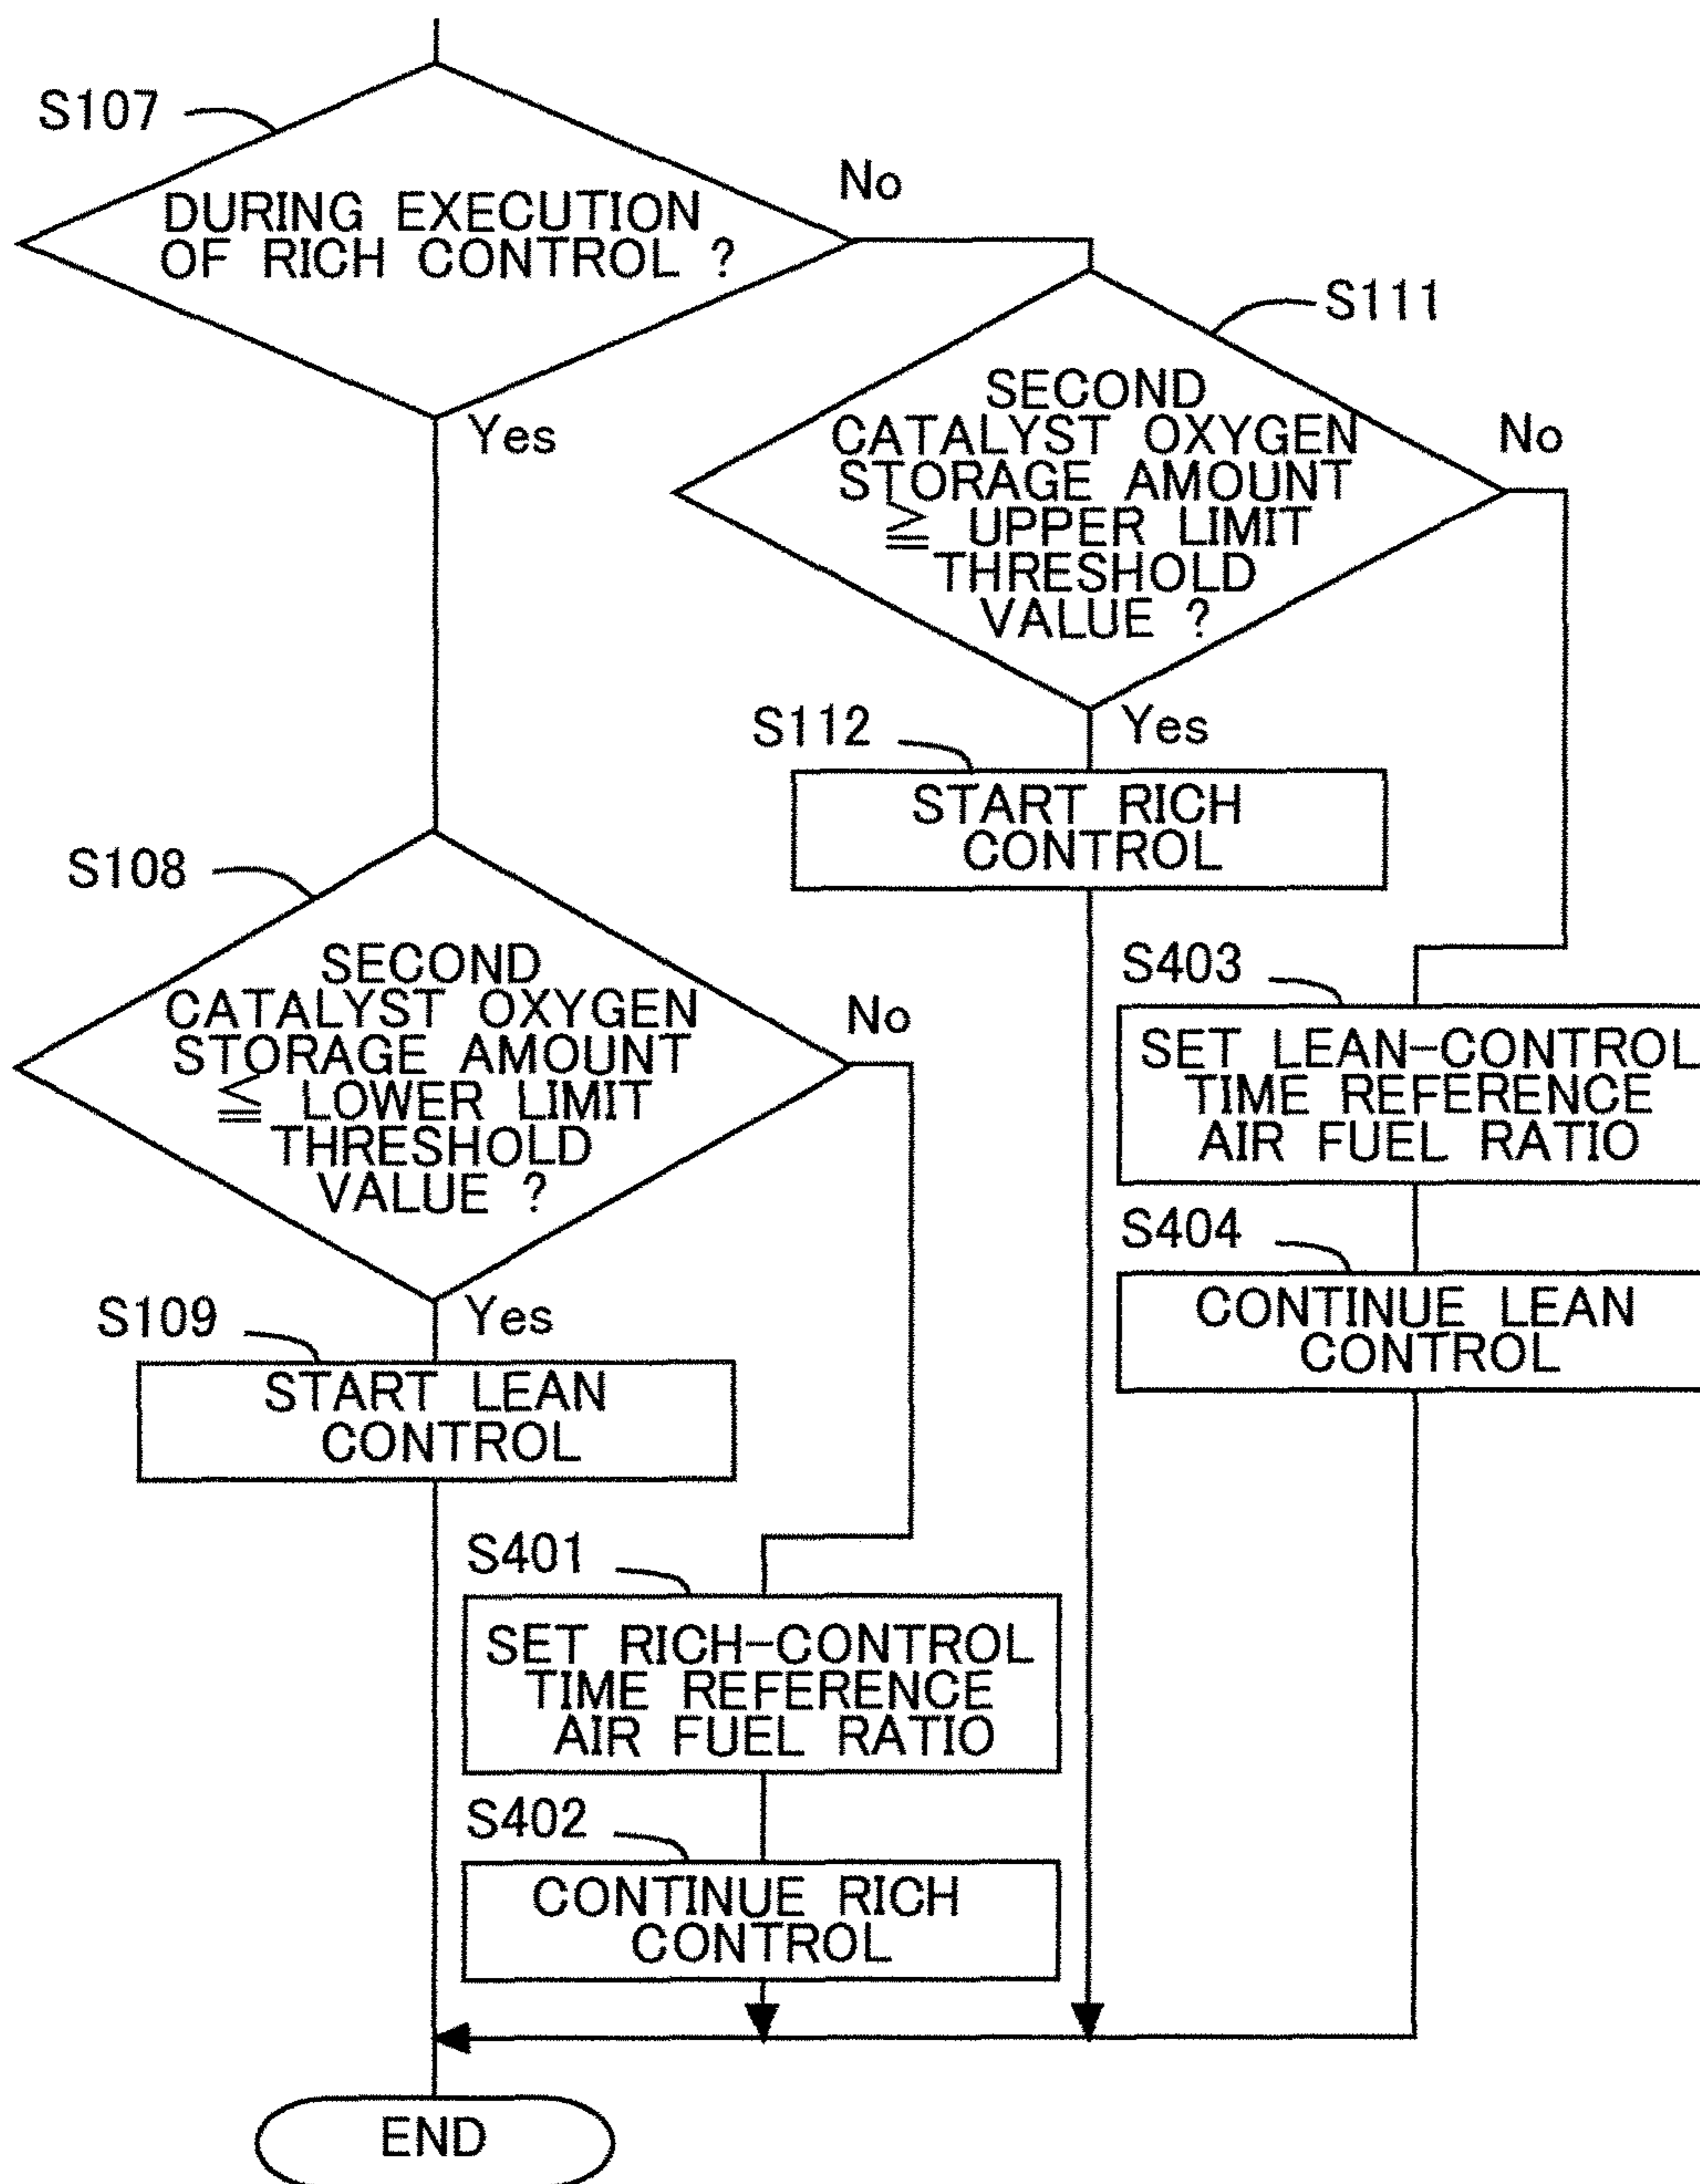 S107
DURING EXECUTION
OF RICH CONTROL ?
No
Yes
S111
SECOND
CATALYST OXYGEN
STORAGE AMOUNT
≧ UPPER LIMIT
THRESHOLD
VALUE ?
No
Yes
S112
START RICH
CONTROL
S108
SECOND
CATALYST OXYGEN
STORAGE AMOUNT
≦ LOWER LIMIT
THRESHOLD
VALUE ?
No
Yes
S403
SET LEAN-CONTROL
TIME REFERENCE
AIR FUEL RATIO
S404
CONTINUE LEAN
CONTROL
S109
START LEAN
CONTROL
S401
SET RICH-CONTROL
TIME REFERENCE
AIR FUEL RATIO
S402
CONTINUE RICH
CONTROL
END